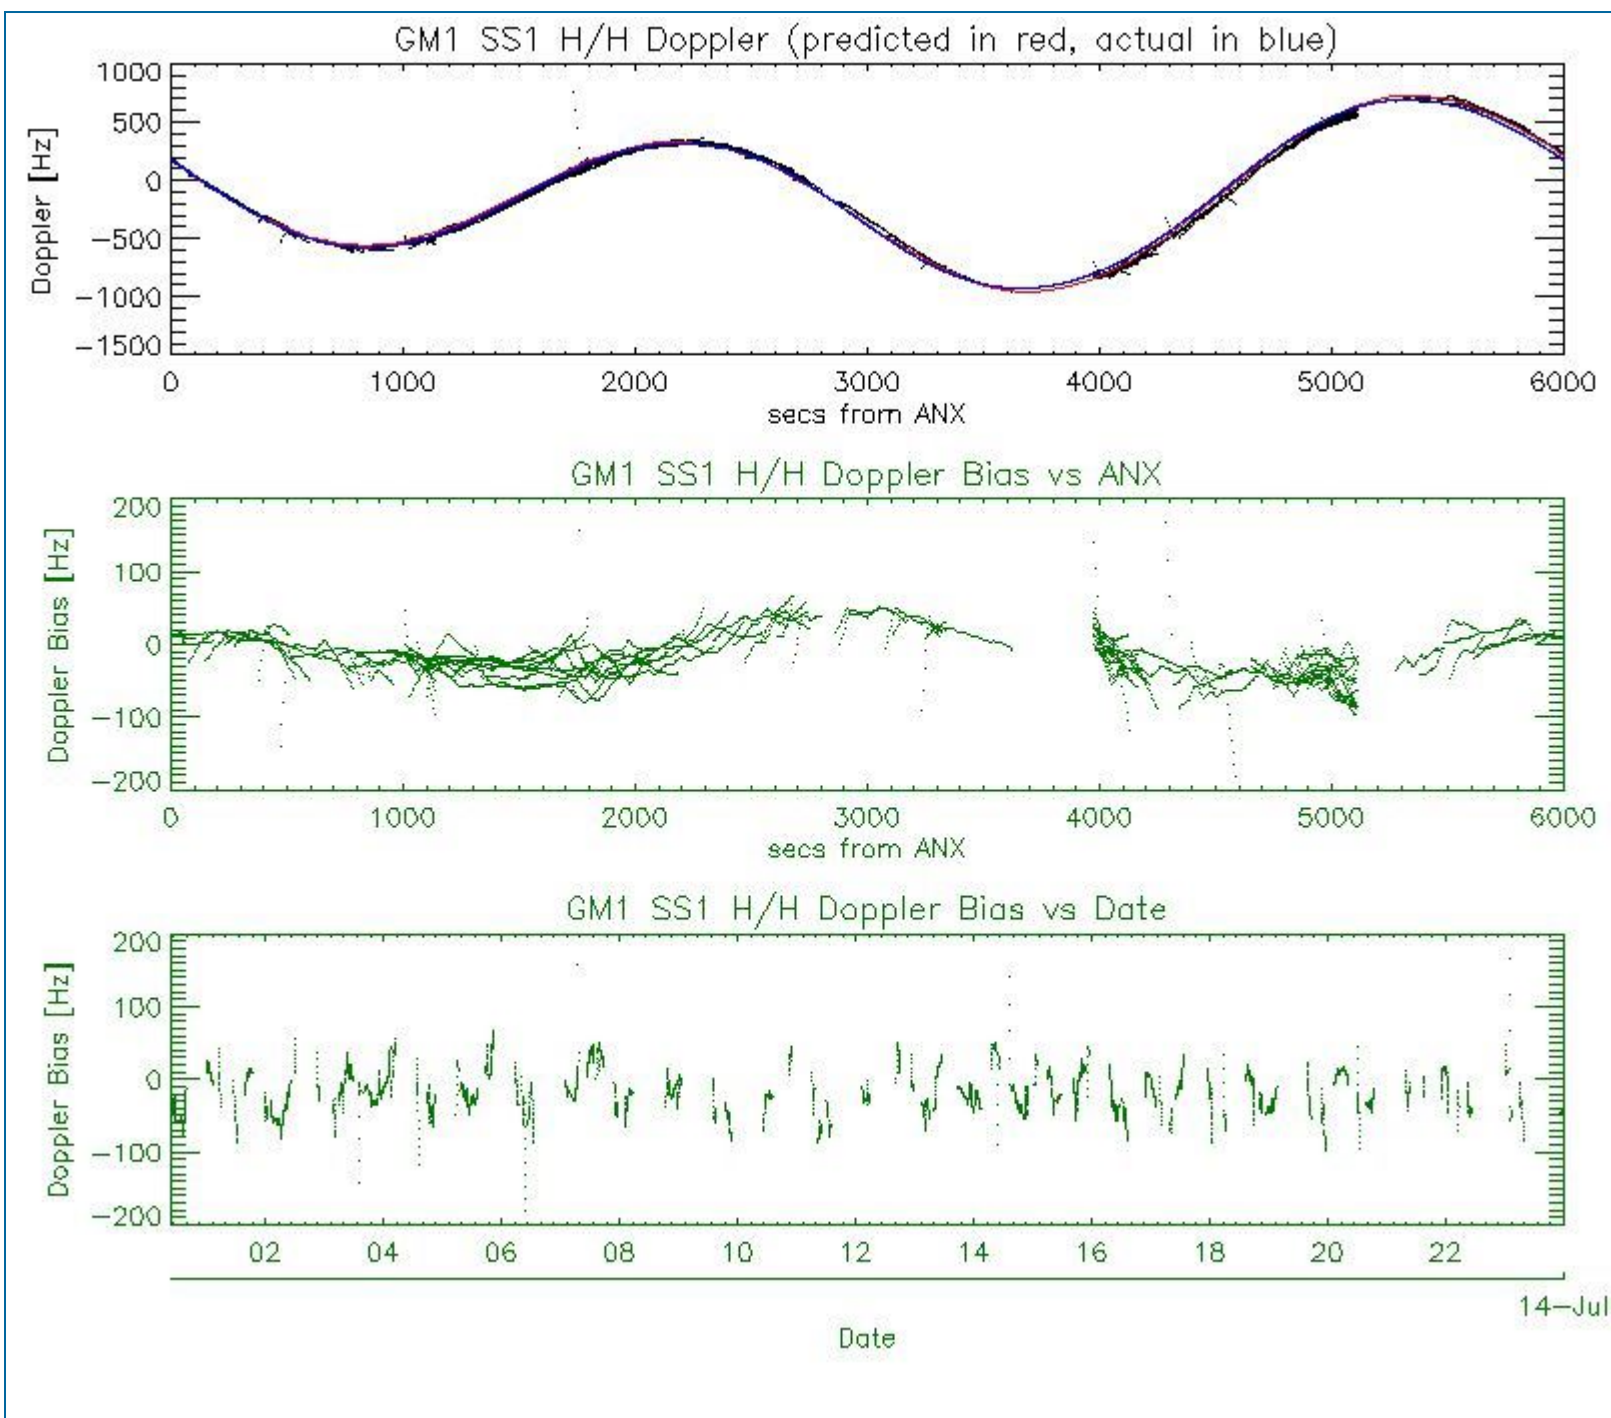 GM1 SS1 H/H Doppler (predicted in red, actual in blue)
1000
500
0
−500
−1000
−1500
Doppler [Hz]
0 1000 2000 3000 4000 5000 6000
secs from ANX
GM1 SS1 H/H Doppler Bias vs ANX
200
100
0
−100
−200
Doppler Bias [Hz]
0 1000 2000 3000 4000 5000 6000
secs from ANX
GM1 SS1 H/H Doppler Bias vs Date
200
100
0
−100
−200
Doppler Bias [Hz]
02 04 06 08 10 12 14 16 18 20 22
14−Jul
Date